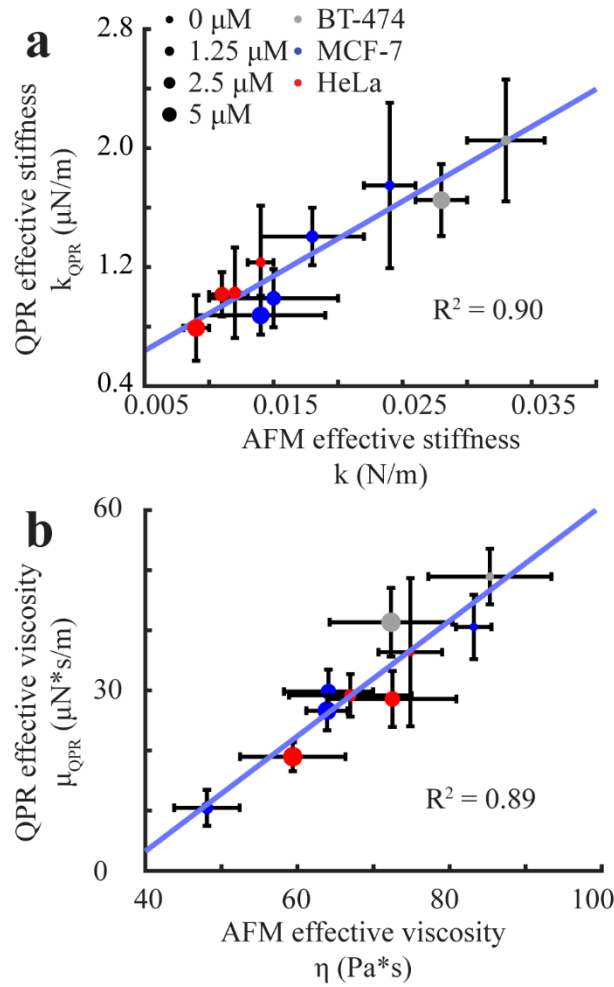 a
2.8
2.0
1.2
0.4
QPR effective stiffness
k_QPR (μN/m)
0 μM
1.25 μM
2.5 μM
5 μM
BT-474
MCF-7
HeLa
R² = 0.90
0.005
0.015
0.025
0.035
AFM effective stiffness
k (N/m)
b
60
30
0
QPR effective viscosity
μ_QPR (μN*s/m)
R² = 0.89
40
60
80
100
AFM effective viscosity
η (Pa*s)